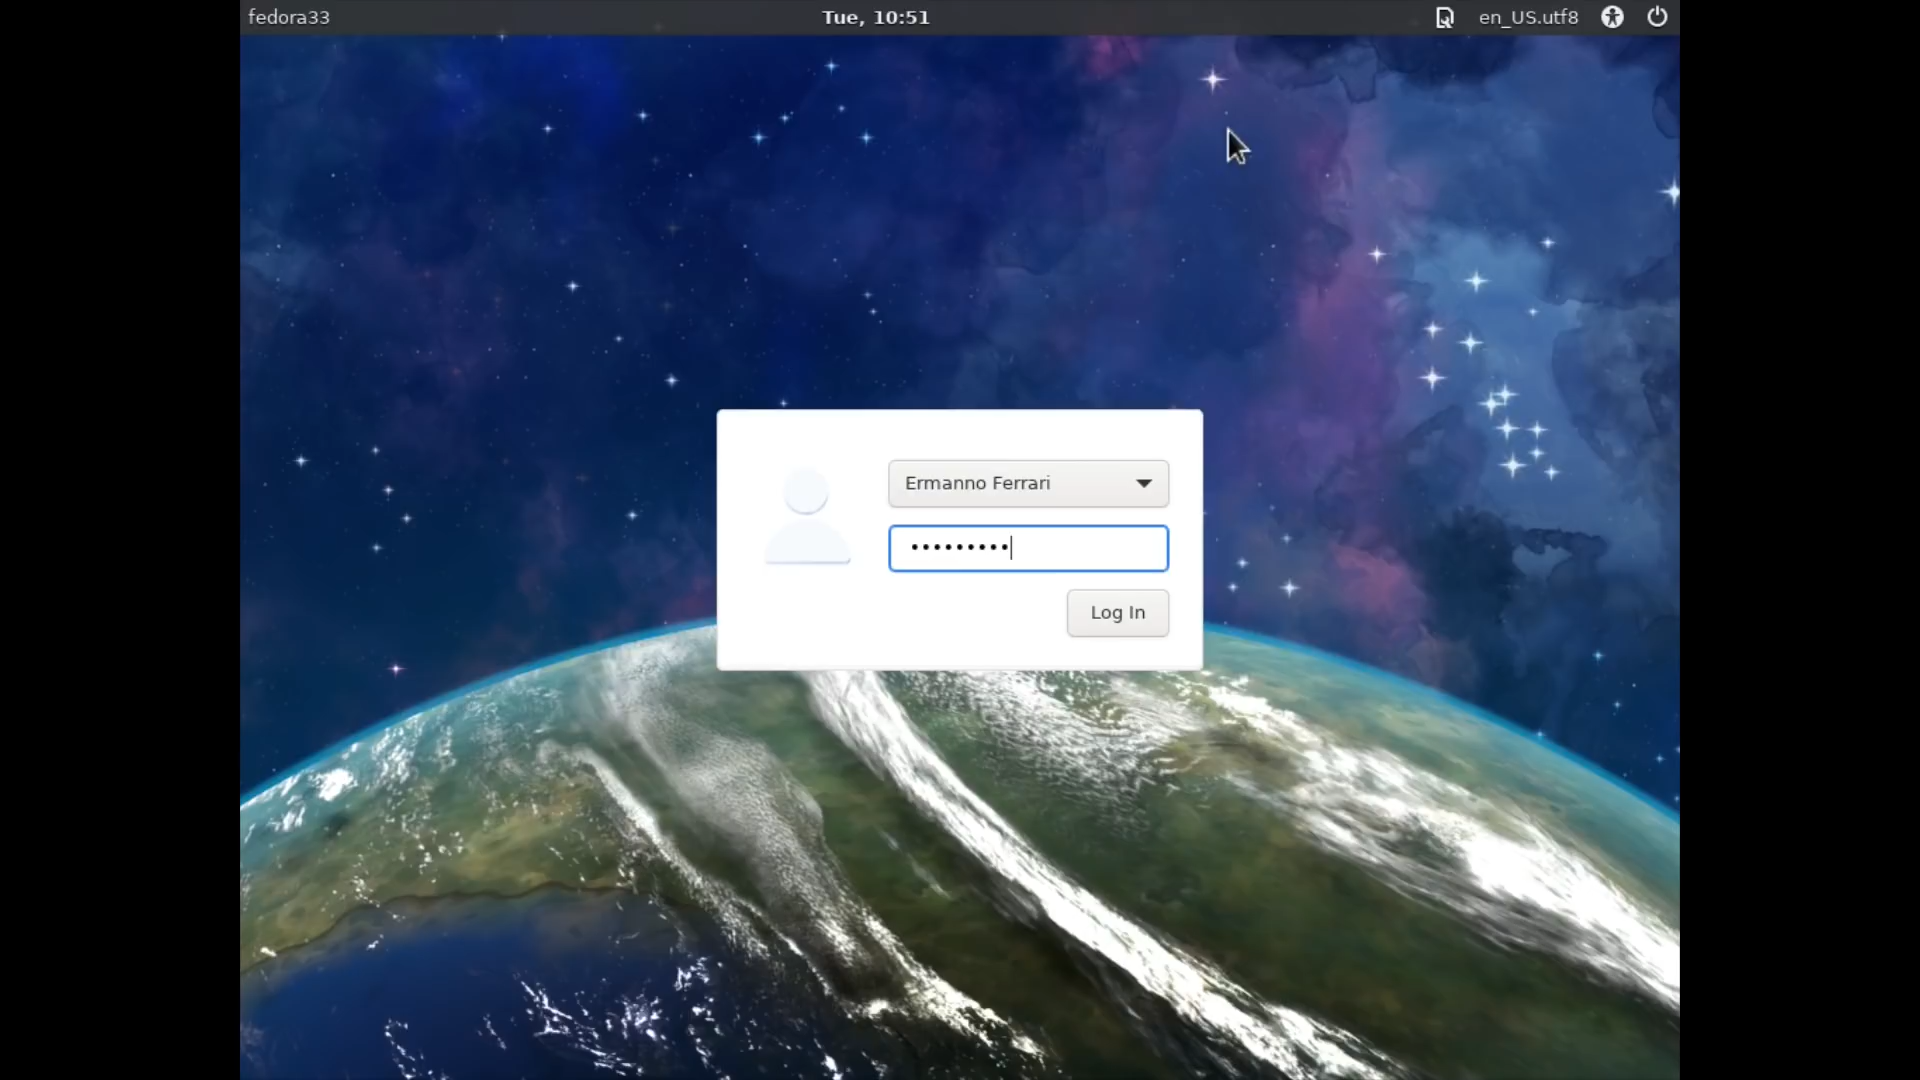 fedora33
Tue, 10:51
en_US.utf8
Ermanno Ferrari
•••••••••
Log In